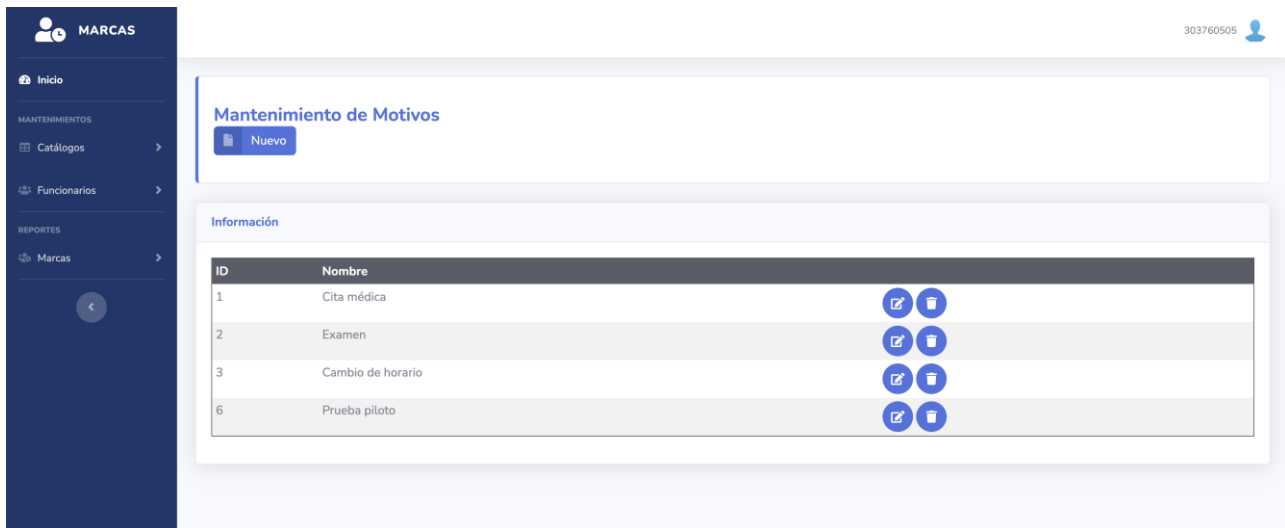 MARCAS
303760505
Inicio
MANTENIMIENTOS
Catálogos
Funcionarios
REPORTES
Marcas
Mantenimiento de Motivos
Nuevo
Información
ID Nombre
1 Cita médica
2 Examen
3 Cambio de horario
6 Prueba piloto